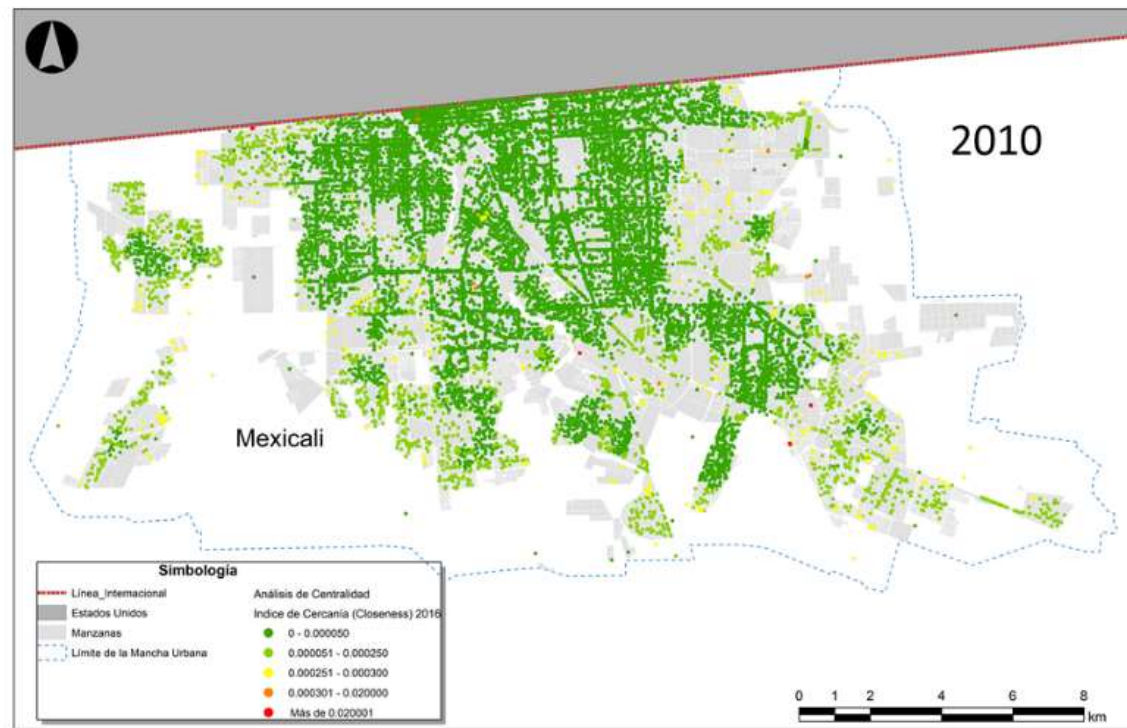 2010
Mexicali
Simbología
Línea_Internacional
Estados Unidos
Manzanas
Límite de la Mancha Urbana
Análisis de Centralidad
Indice de Cercanía (Closeness) 2016
0 - 0.000050
0.000051 - 0.000250
0.000251 - 0.000300
0.000301 - 0.020000
Más de 0.020001
0 1 2 4 6 8
km